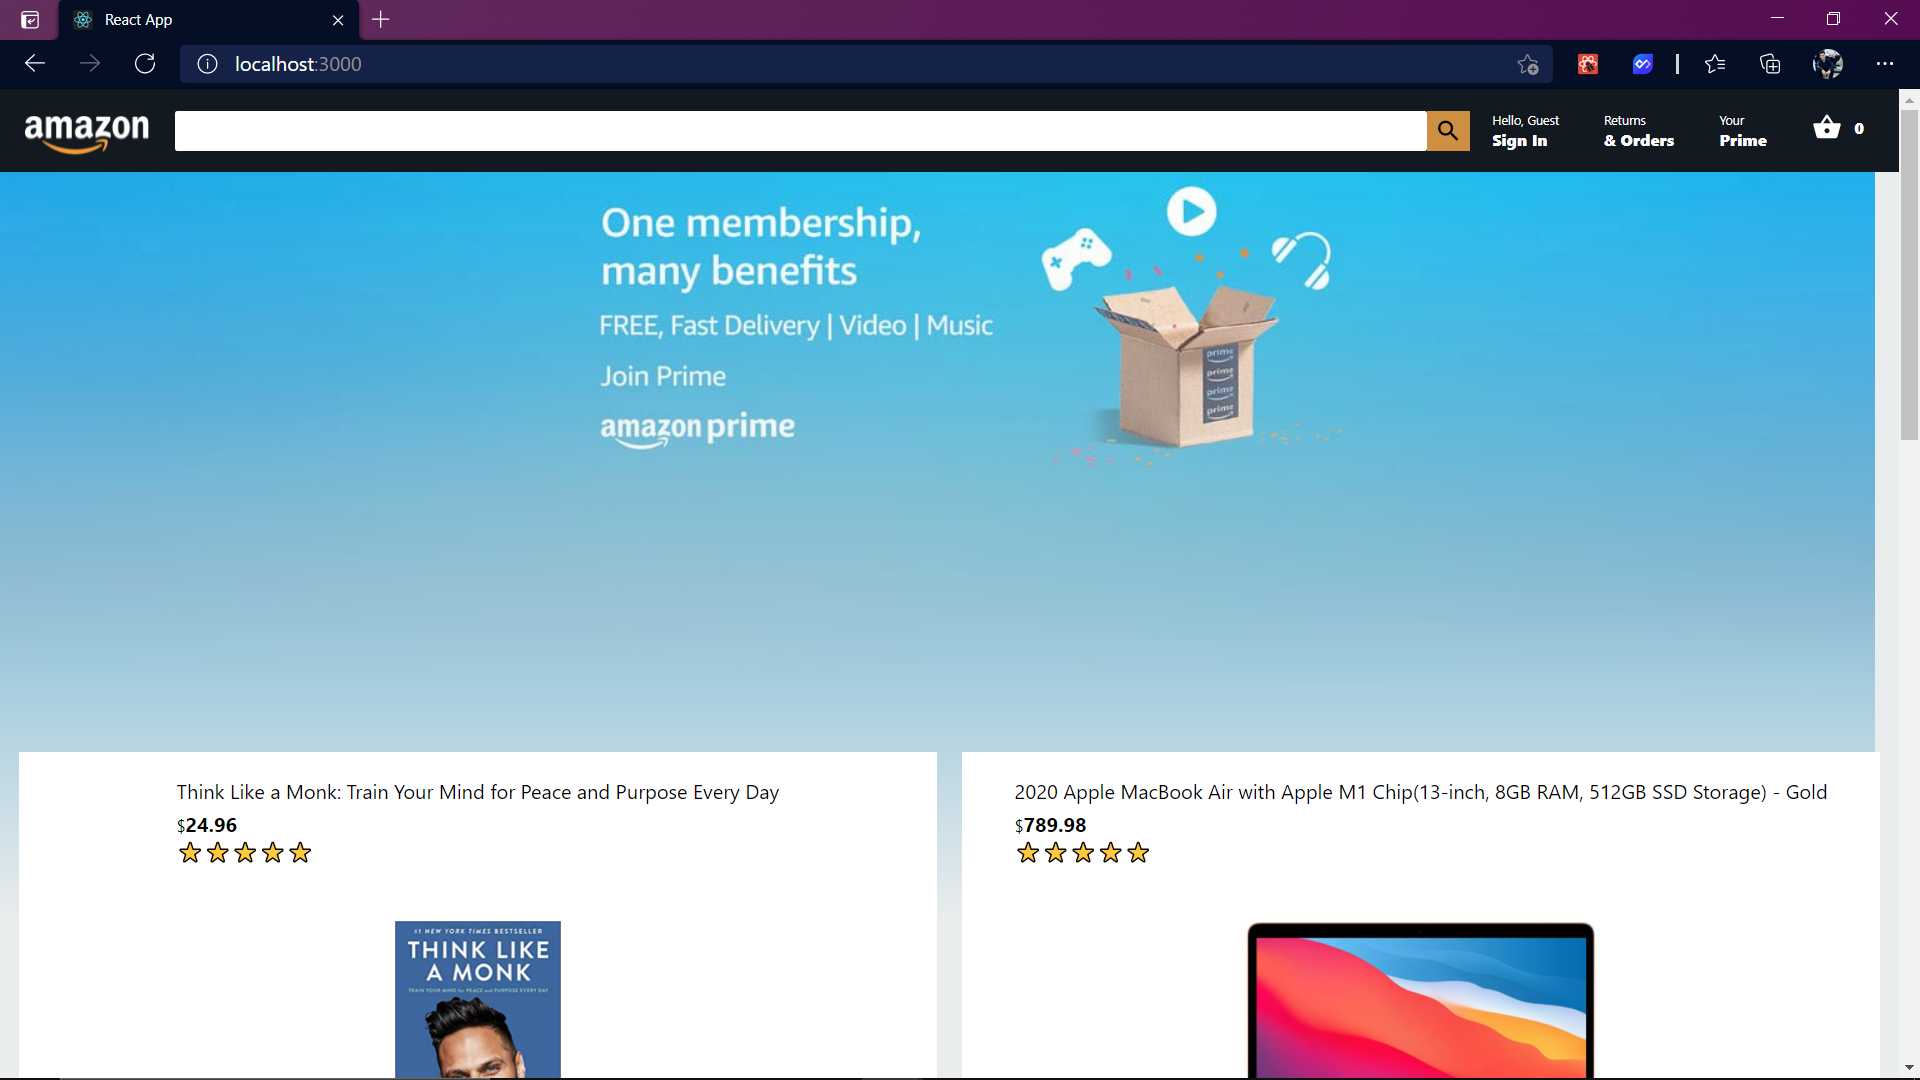 React App
localhost:3000
amazon
Hello, Guest
Sign In
Returns
& Orders
Your
Prime
0
One membership,
many benefits
FREE, Fast Delivery | Video | Music
Join Prime
amazon prime
prime
prime
prime
prime
Think Like a Monk: Train Your Mind for Peace and Purpose Every Day
$24.96
2020 Apple MacBook Air with Apple M1 Chip(13-inch, 8GB RAM, 512GB SSD Storage) - Gold
$789.98
#1 NEW YORK TIMES BESTSELLER
THINK LIKE
A MONK
TRAIN YOUR MIND for PEACE and PURPOSE EVERY DAY